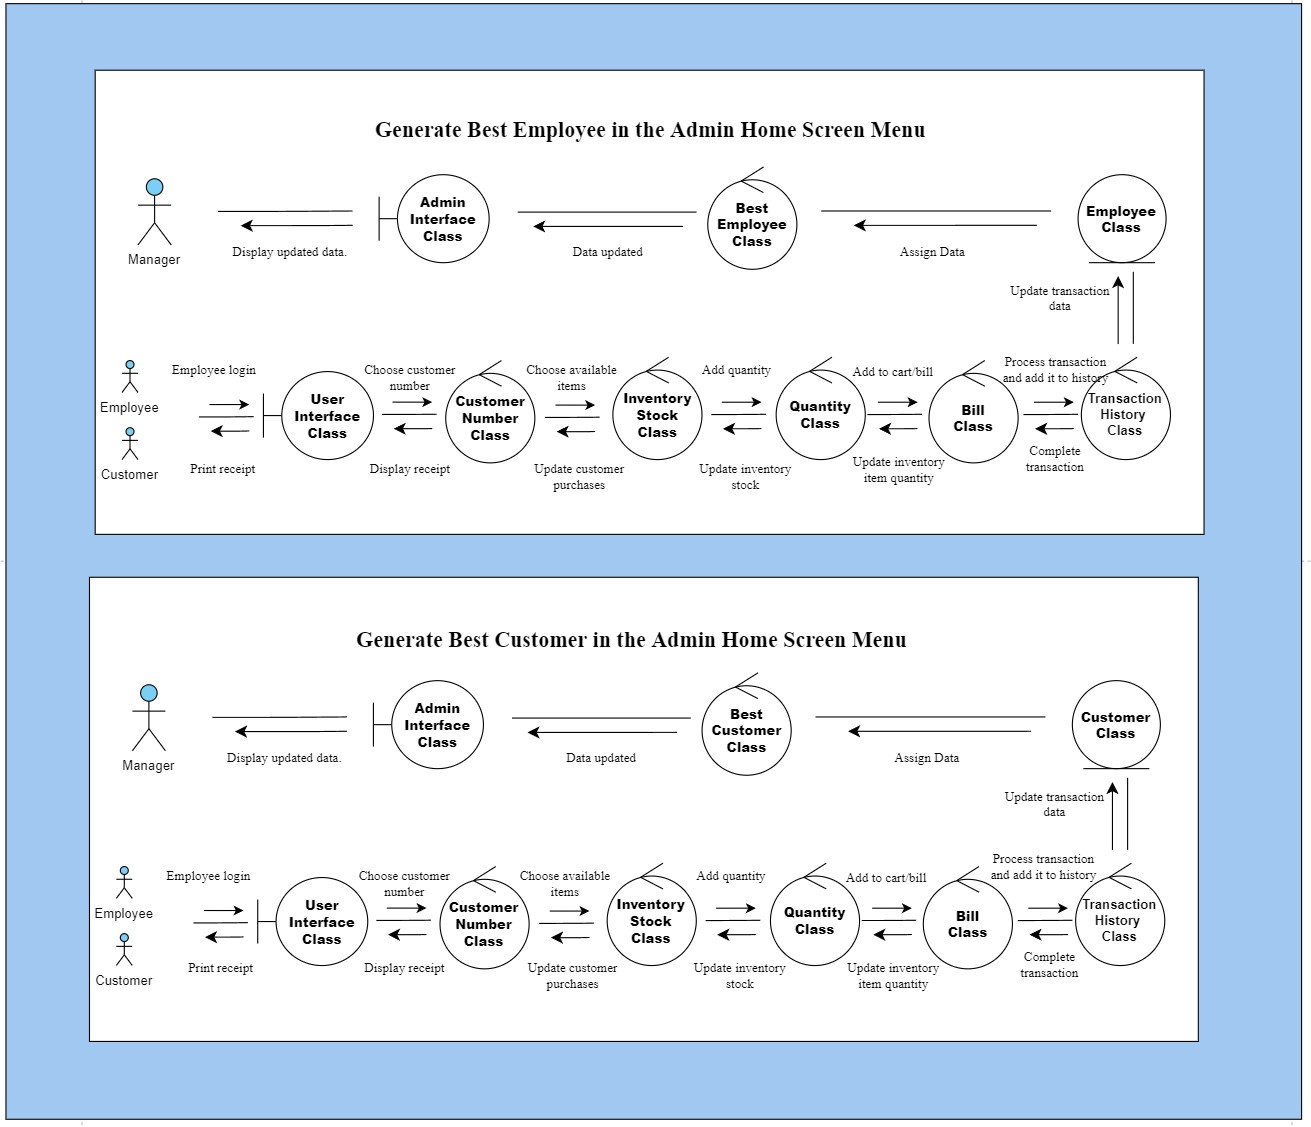 Generate Best Employee in the Admin Home Screen Menu
Manager
Display updated data.
Admin
Interface
Class
Data updated
Best
Employee
Class
Assign Data
Employee
Class
Update transaction
data
Employee
Customer
Employee login
Print receipt
User
Interface
Class
Choose customer
number
Display receipt
Customer
Number
Class
Choose available
items
Update customer
purchases
Inventory
Stock
Class
Add quantity
Update inventory
stock
Quantity
Class
Add to cart/bill
Update inventory
item quantity
Bill
Class
Process transaction
and add it to history
Complete
transaction
Transaction
History
Class
Generate Best Customer in the Admin Home Screen Menu
Manager
Display updated data.
Admin
Interface
Class
Data updated
Best
Customer
Class
Assign Data
Customer
Class
Update transaction
data
Employee
Customer
Employee login
Print receipt
User
Interface
Class
Choose customer
number
Display receipt
Customer
Number
Class
Choose available
items
Update customer
purchases
Inventory
Stock
Class
Add quantity
Update inventory
stock
Quantity
Class
Add to cart/bill
Update inventory
item quantity
Bill
Class
Process transaction
and add it to history
Complete
transaction
Transaction
History
Class